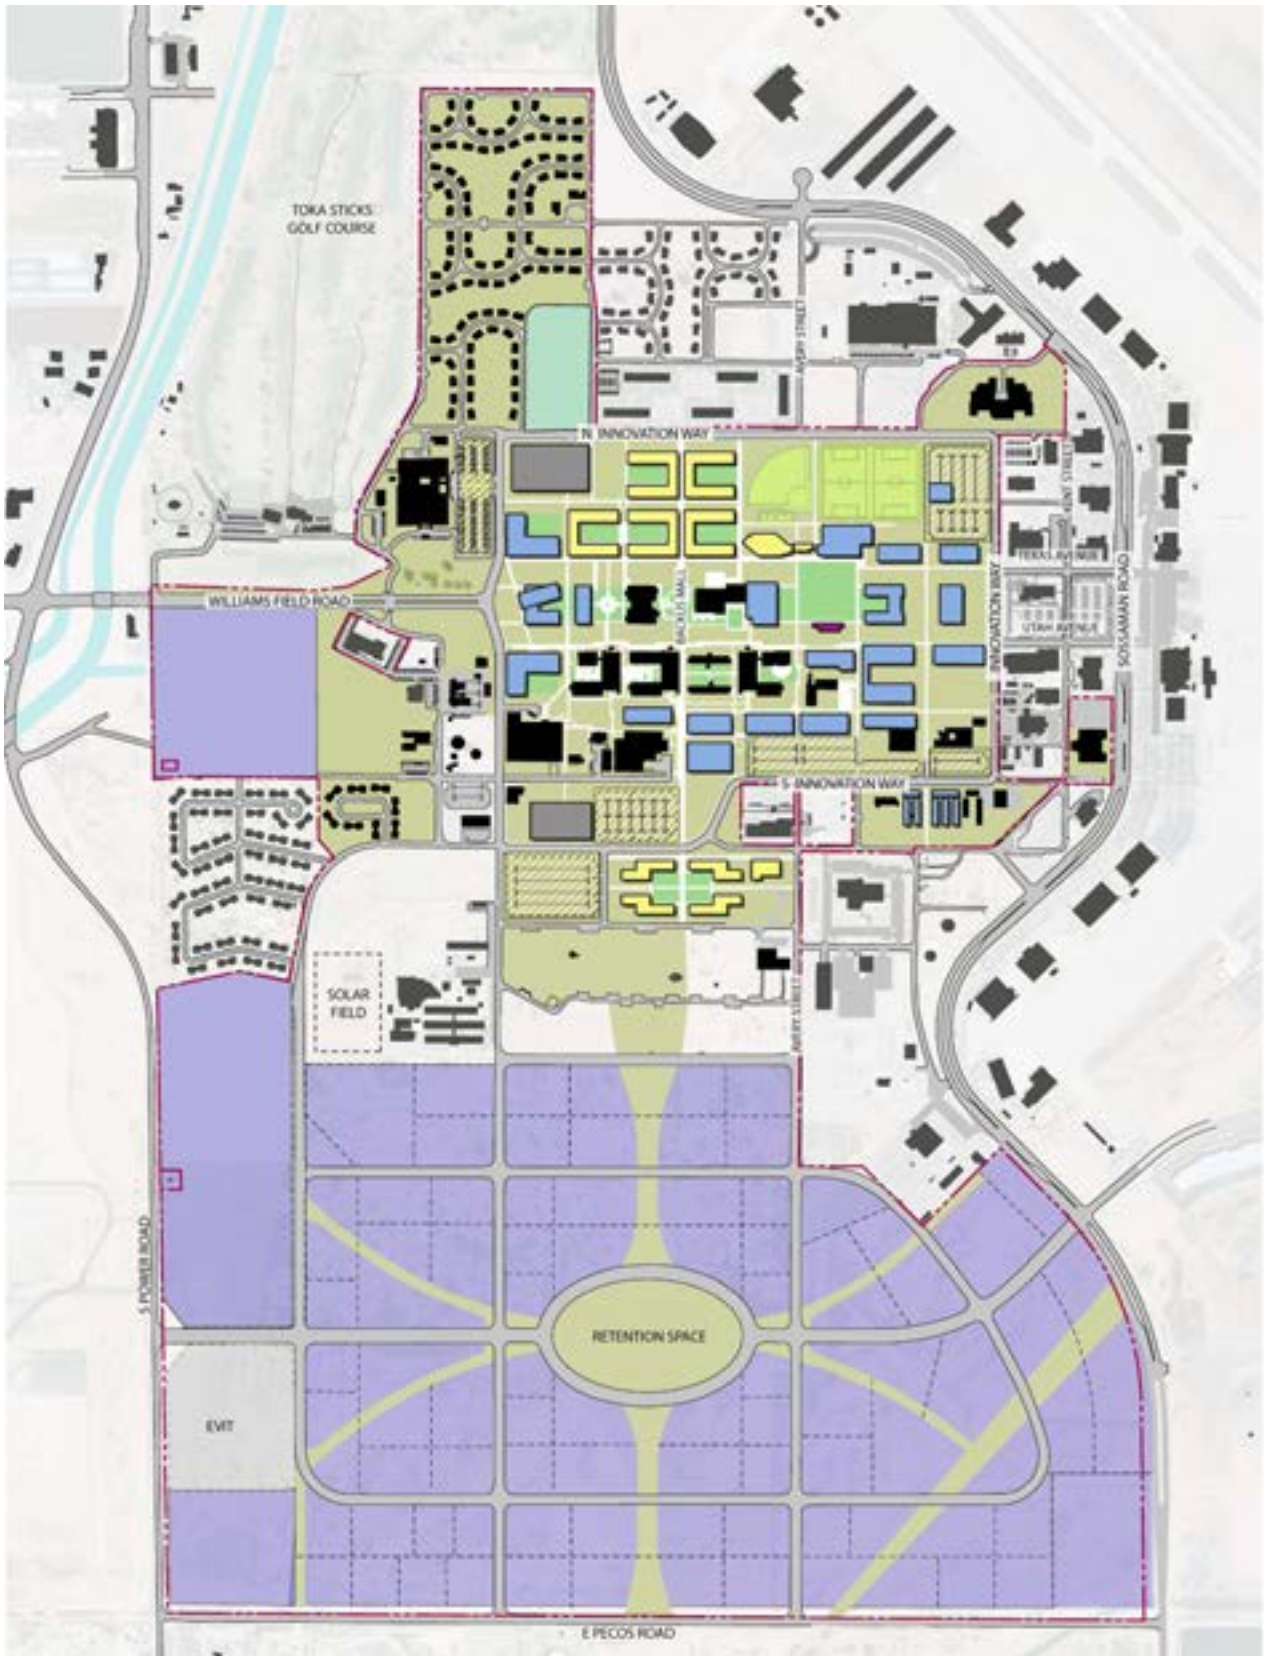 TOKA STICKS
GOLF COURSE
AVERY STREET
N INNOVATION WAY
KENT STREET
TEXAS AVENUE
WILLIAMS FIELD ROAD
BACKUS MALL
INNOVATION WAY
UTAH AVENUE
SOSSAMAN ROAD
S INNOVATION WAY
SOLAR
FIELD
AVERY STREET
S POWER ROAD
RETENTION SPACE
EVIT
E PECOS ROAD